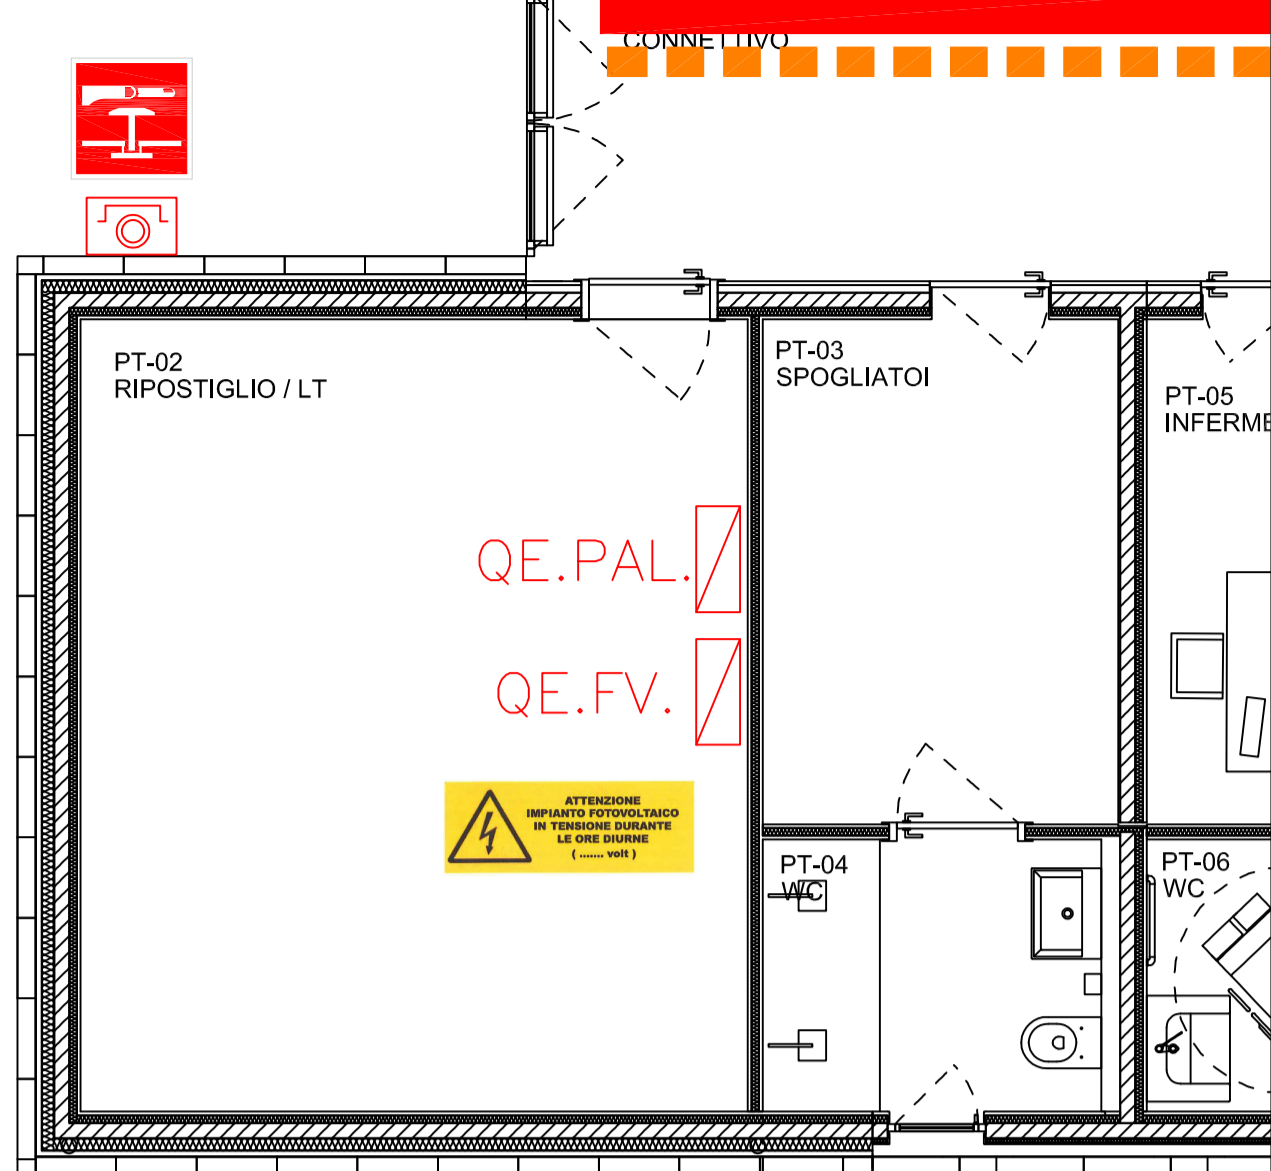 CONNETTIVO
PT-02
RIPOSTIGLIO / LT
PT-03
SPOGLIATOI
PT-05
INFERME
QE.PAL.
QE.FV.
ATTENZIONE
IMPIANTO FOTOVOLTAICO
IN TENSIONE DURANTE
LE ORE DIURNE
( ....... volt )
PT-04
WC
PT-06
WC